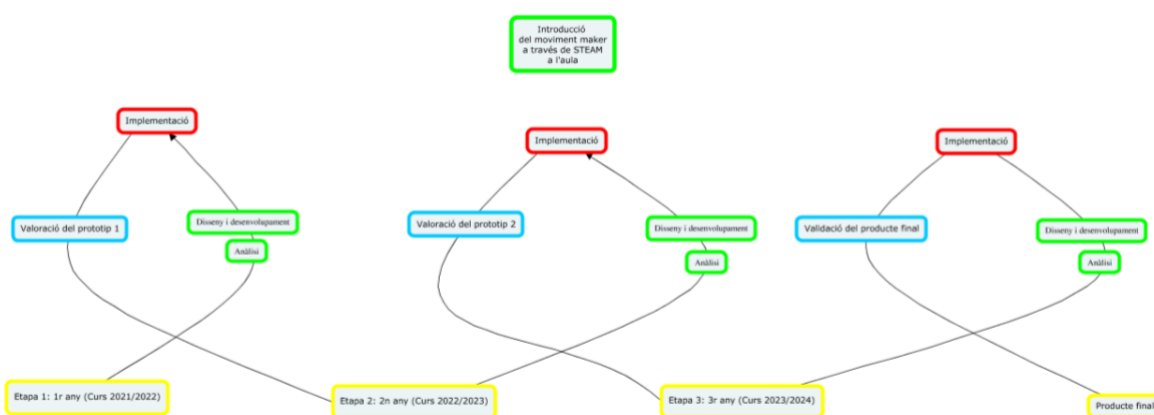 Introducció
del moviment maker
a través de STEAM
a l'aula
Implementació
Implementació
Implementació
Valoració del prototip 1
Disseny i desenvolupament
Anàlisi
Valoració del prototip 2
Disseny i desenvolupament
Anàlisi
Validació del producte final
Disseny i desenvolupament
Anàlisi
Etapa 1: 1r any (Curs 2021/2022)
Etapa 2: 2n any (Curs 2022/2023)
Etapa 3: 3r any (Curs 2023/2024)
Producte final